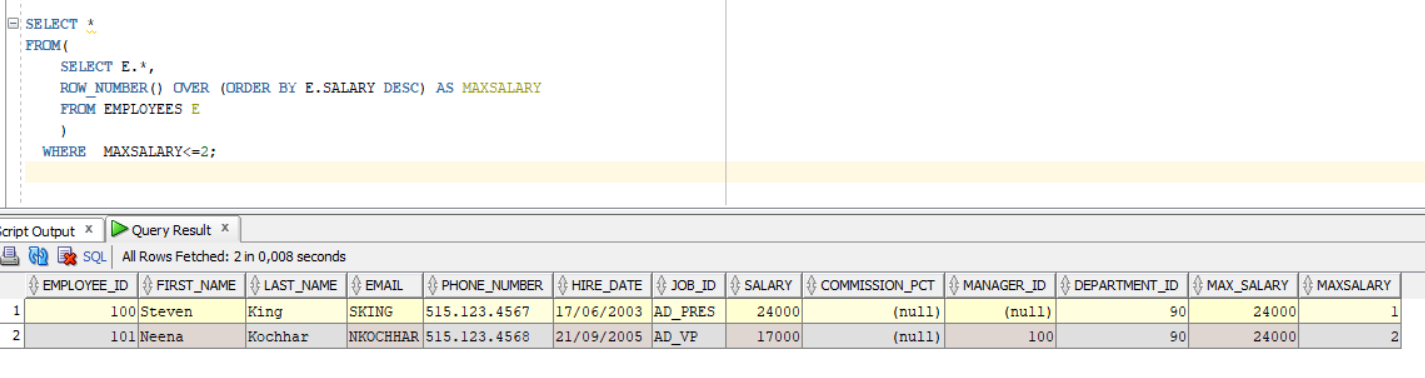 SELECT *
FROM(
SELECT E.*,
ROW_NUMBER() OVER (ORDER BY E.SALARY DESC) AS MAXSALARY
FROM EMPLOYEES E
)
WHERE MAXSALARY<=2;
Script Output x Query Result x
SQL All Rows Fetched: 2 in 0,008 seconds
EMPLOYEE_ID FIRST_NAME LAST_NAME EMAIL PHONE_NUMBER HIRE_DATE JOB_ID SALARY COMMISSION_PCT MANAGER_ID DEPARTMENT_ID MAX_SALARY MAXSALARY
1 100 Steven King SKING 515.123.4567 17/06/2003 AD_PRES 24000 (null) (null) 90 24000 1
2 101 Neena Kochhar NKOCHHAR 515.123.4568 21/09/2005 AD_VP 17000 (null) 100 90 24000 2